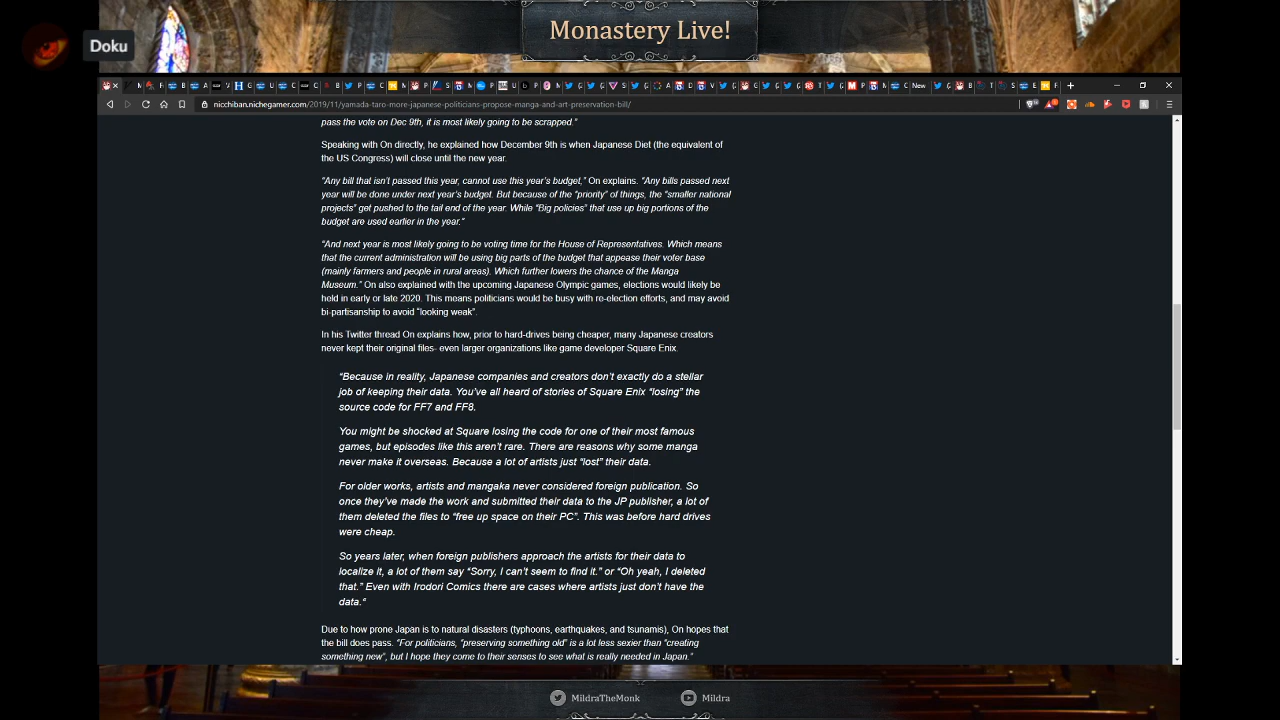 Monastery Live!
Doku
New
nicchiban.nichegamer.com/2019/11/yamada-taro-more-japanese-politicians-propose-manga-and-art-preservation-bill/
pass the vote on Dec 9th, it is most likely going to be scrapped.”
Speaking with On directly, he explained how December 9th is when Japanese Diet (the equivalent of
the US Congress) will close until the new year.
“Any bill that isn’t passed this year, cannot use this year’s budget,” On explains. “Any bills passed next
year will be done under next year’s budget. But because of the “priority” of things, the “smaller national
projects” get pushed to the tail end of the year. While “Big policies” that use up big portions of the
budget are used earlier in the year.”
“And next year is most likely going to be voting time for the House of Representatives. Which means
that the current administration will be using big parts of the budget that appease their voter base
(mainly farmers and people in rural areas). Which further lowers the chance of the Manga
Museum.” On also explained with the upcoming Japanese Olympic games, elections would likely be
held in early or late 2020. This means politicians would be busy with re-election efforts, and may avoid
bi-partisanship to avoid “looking weak”.
In his Twitter thread On explains how, prior to hard-drives being cheaper, many Japanese creators
never kept their original files- even larger organizations like game developer Square Enix.
“Because in reality, Japanese companies and creators don’t exactly do a stellar
job of keeping their data. You’ve all heard of stories of Square Enix “losing” the
source code for FF7 and FF8.
You might be shocked at Square losing the code for one of their most famous
games, but episodes like this aren’t rare. There are reasons why some manga
never make it overseas. Because a lot of artists just “lost” their data.
For older works, artists and mangaka never considered foreign publication. So
once they’ve made the work and submitted their data to the JP publisher, a lot of
them deleted the files to “free up space on their PC”. This was before hard drives
were cheap.
So years later, when foreign publishers approach the artists for their data to
localize it, a lot of them say “Sorry, I can’t seem to find it.” or “Oh yeah, I deleted
that.” Even with Irodori Comics there are cases where artists just don’t have the
data.”
Due to how prone Japan is to natural disasters (typhoons, earthquakes, and tsunamis), On hopes that
the bill does pass. “For politicians, “preserving something old” is a lot less sexier than “creating
something new”, but I hope they come to their senses to see what is really needed in Japan.”
MildraTheMonk
Mildra